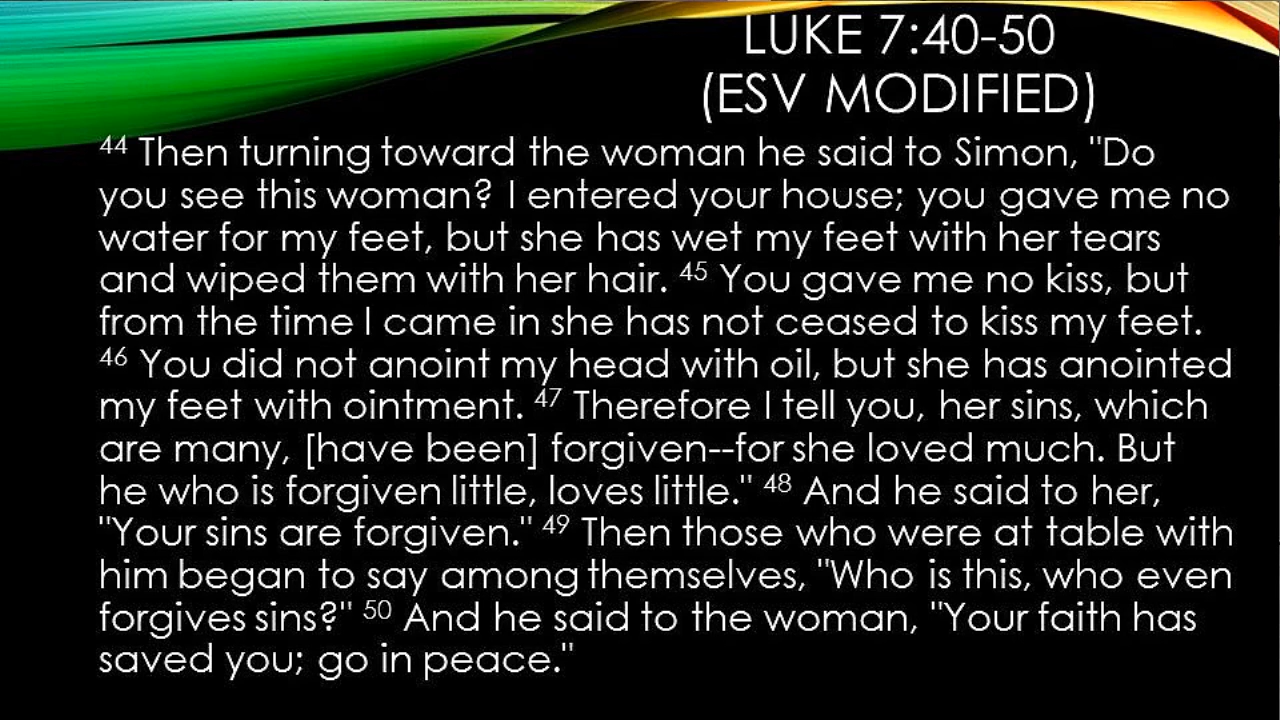 LUKE 7:40-50
(ESV MODIFIED)
44 Then turning toward the woman he said to Simon, "Do
you see this woman? I entered your house; you gave me no
water for my feet, but she has wet my feet with her tears
and wiped them with her hair. 45 You gave me no kiss, but
from the time I came in she has not ceased to kiss my feet.
46 You did not anoint my head with oil, but she has anointed
my feet with ointment. 47 Therefore I tell you, her sins, which
are many, [have been] forgiven--for she loved much. But
he who is forgiven little, loves little." 48 And he said to her,
"Your sins are forgiven." 49 Then those who were at table with
him began to say among themselves, "Who is this, who even
forgives sins?" 50 And he said to the woman, "Your faith has
saved you; go in peace."